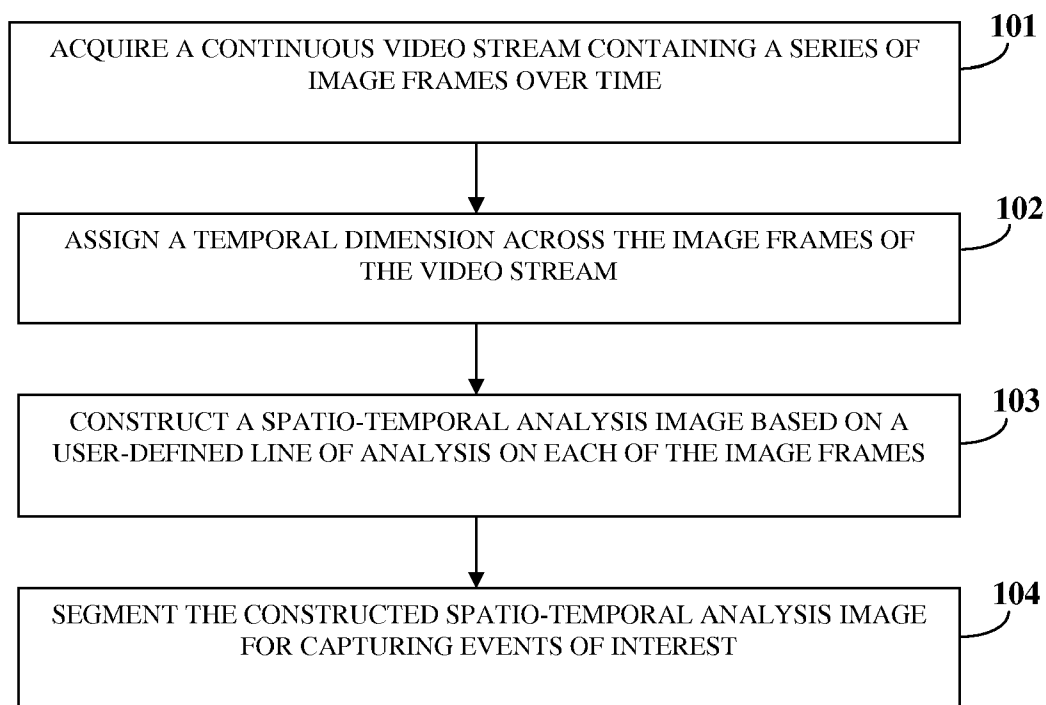 101
ACQUIRE A CONTINUOUS VIDEO STREAM CONTAINING A SERIES OF
IMAGE FRAMES OVER TIME
102
ASSIGN A TEMPORAL DIMENSION ACROSS THE IMAGE FRAMES OF
THE VIDEO STREAM
103
CONSTRUCT A SPATIO-TEMPORAL ANALYSIS IMAGE BASED ON A
USER-DEFINED LINE OF ANALYSIS ON EACH OF THE IMAGE FRAMES
104
SEGMENT THE CONSTRUCTED SPATIO-TEMPORAL ANALYSIS IMAGE
FOR CAPTURING EVENTS OF INTEREST